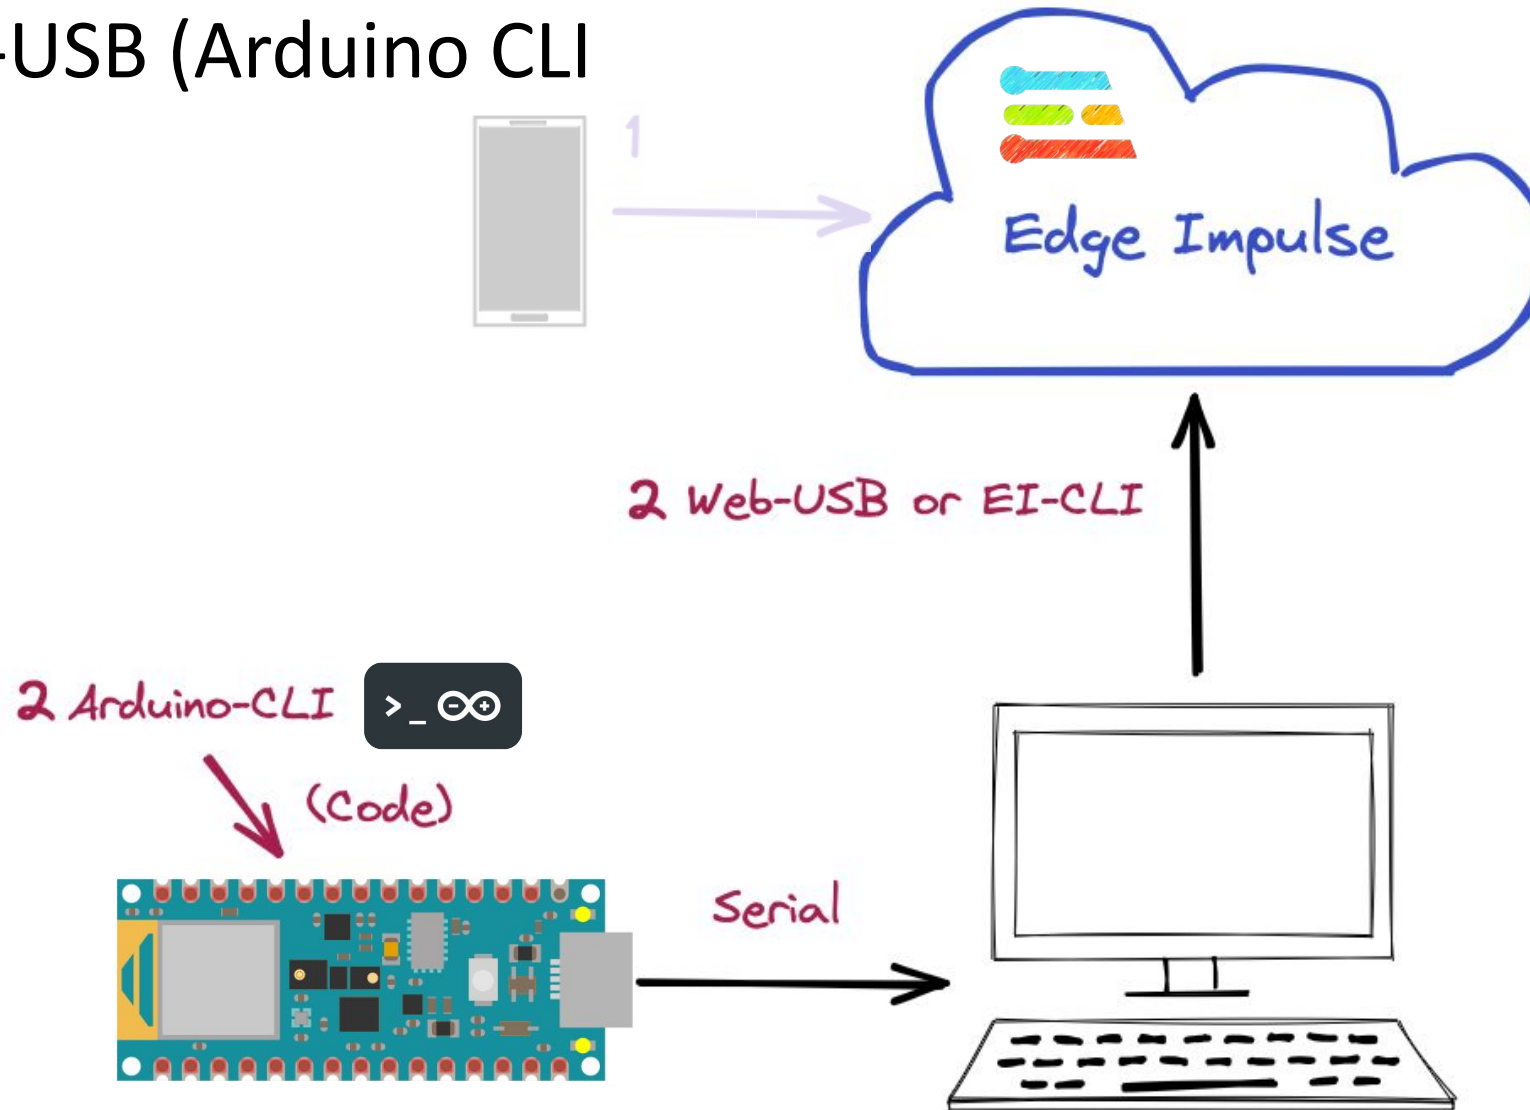 -USB (Arduino CLI
1
Edge Impulse
2 Web-USB or EI-CLI
2 Arduino-CLI >_
(Code)
Serial